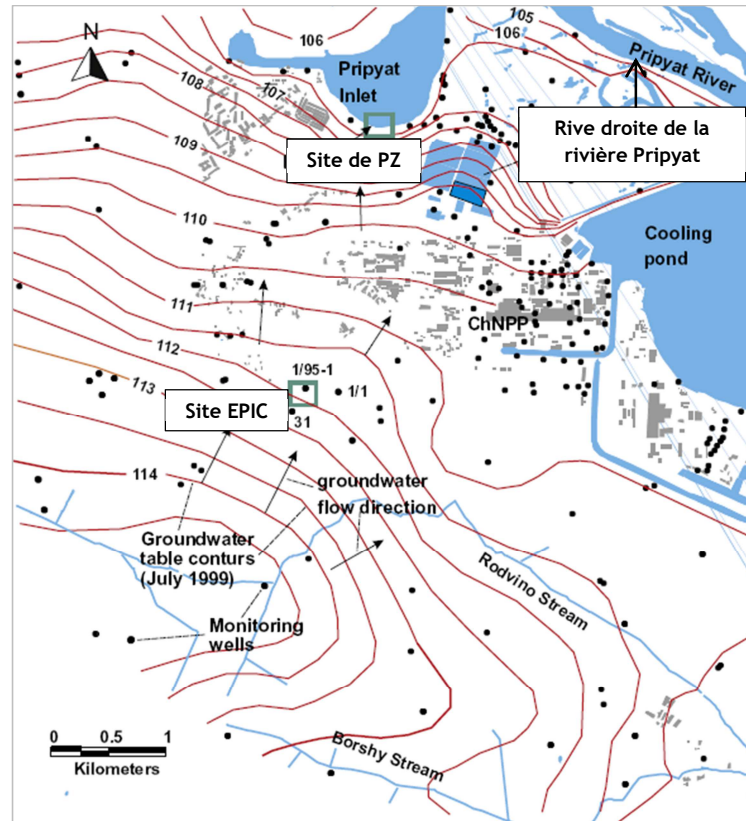 N
106
105
106
Pripyat River
Pripyat
Inlet
108
107
Rive droite de la
rivière Pripyat
Site de PZ
109
110
Cooling
pond
ChNPP
111
112
113
1/95-1
1/1
Site EPIC
31
114
groundwater
flow direction
Groundwater
table conturs
(July 1999)
Rodvino Stream
Monitoring
wells
Borshy Stream
0 0.5 1
Kilometers